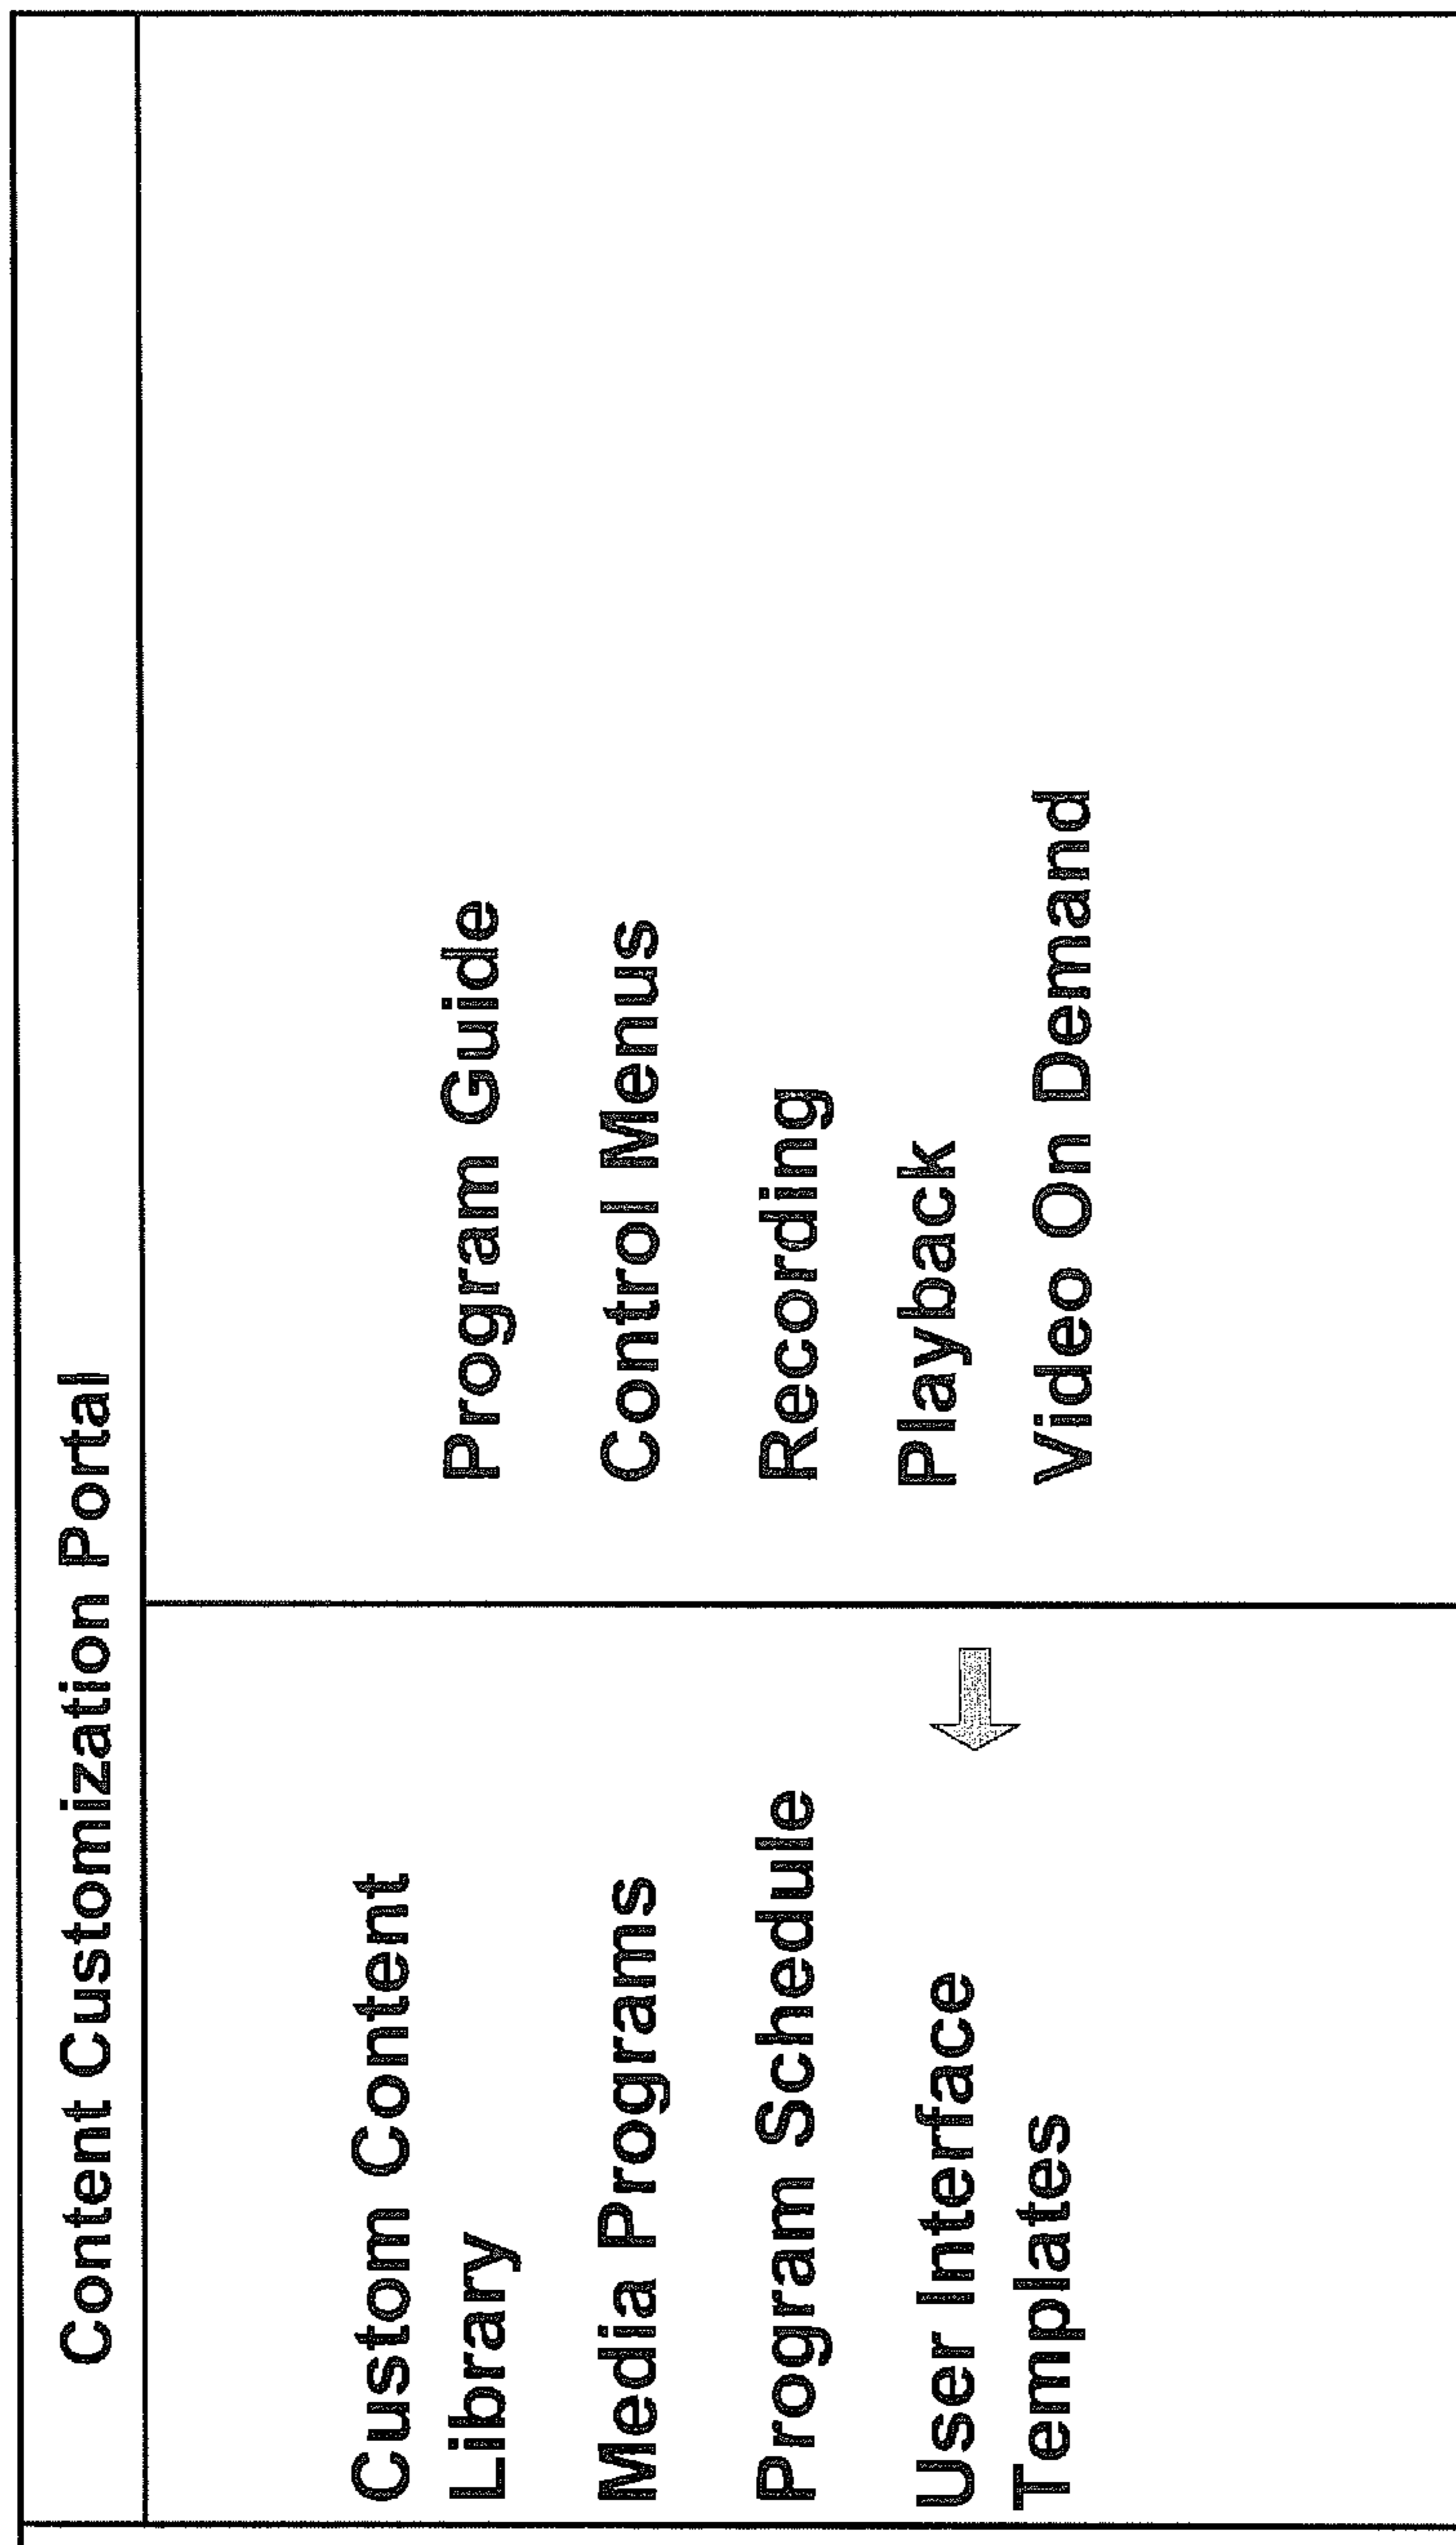 Content Customization Portal
Custom Content
Library
Media Programs
Program Schedule
User Interface
Templates
Program Guide
Control Menus
Recording
Playback
Video On Demand